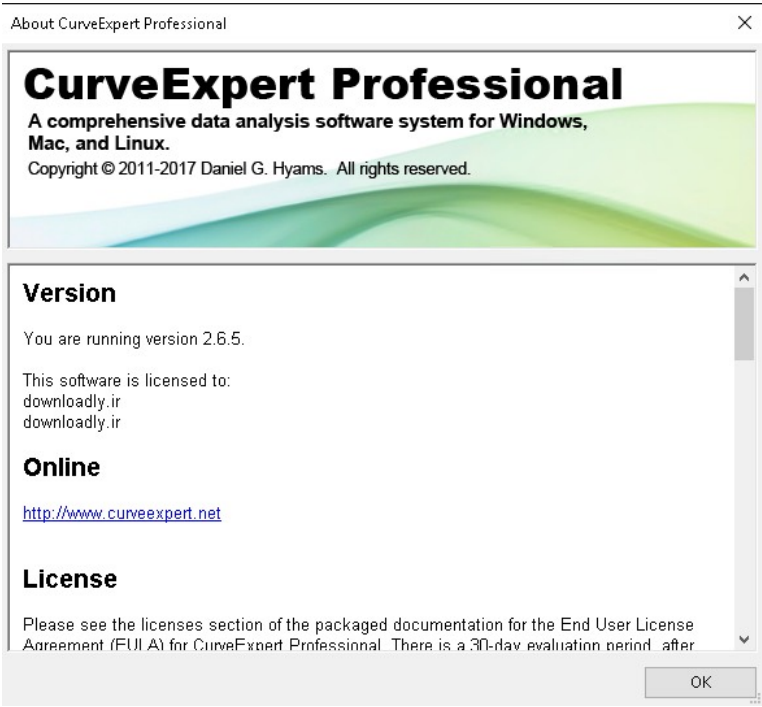 About CurveExpert Professional
CurveExpert Professional
A comprehensive data analysis software system for Windows,
Mac, and Linux.
Copyright © 2011-2017 Daniel G. Hyams.  All rights reserved.
Version
You are running version 2.6.5.
This software is licensed to:
downloadly.ir
downloadly.ir
Online
http://www.curveexpert.net
License
Please see the licenses section of the packaged documentation for the End User License
Agreement (EULA) for CurveExpert Professional. There is a 30-day evaluation period, after
OK